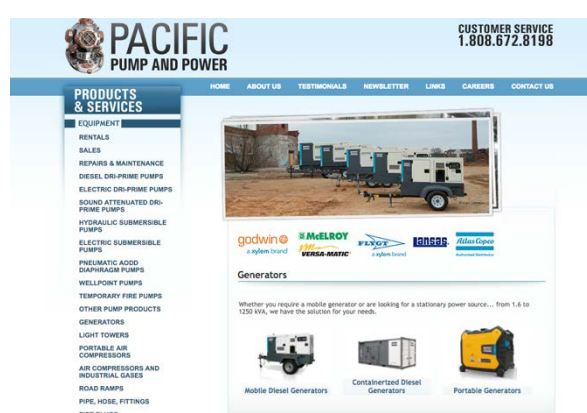 PACIFIC
PUMP AND POWER
CUSTOMER SERVICE
1.808.672.8198
HOME ABOUT US TESTIMONIALS NEWSLETTER LINKS CAREERS CONTACT US
PRODUCTS
& SERVICES
EQUIPMENT
RENTALS
SALES
REPAIRS & MAINTENANCE
DIESEL DRI-PRIME PUMPS
ELECTRIC DRI-PRIME PUMPS
SOUND ATTENUATED DRI-
PRIME PUMPS
HYDRAULIC SUBMERSIBLE
PUMPS
ELECTRIC SUBMERSIBLE
PUMPS
PNEUMATIC AODD
DIAPHRAGM PUMPS
WELLPOINT PUMPS
TEMPORARY FIRE PUMPS
OTHER PUMP PRODUCTS
GENERATORS
LIGHT TOWERS
PORTABLE AIR
COMPRESSORS
AIR COMPRESSORS AND
INDUSTRIAL GASES
ROAD RAMPS
PIPE, HOSE, FITTINGS
godwin
a xylem brand
McELROY
VERSA-MATIC
FLYGT
a xylem brand
Lansas
Atlas Copco
Authorized Distributor
Generators
Whether you require a mobile generator or are looking for a stationary power source... from 1.6 to
1250 kVA, we have the solution for your needs.
Mobile Diesel Generators
Containerized Diesel
Generators
Portable Generators